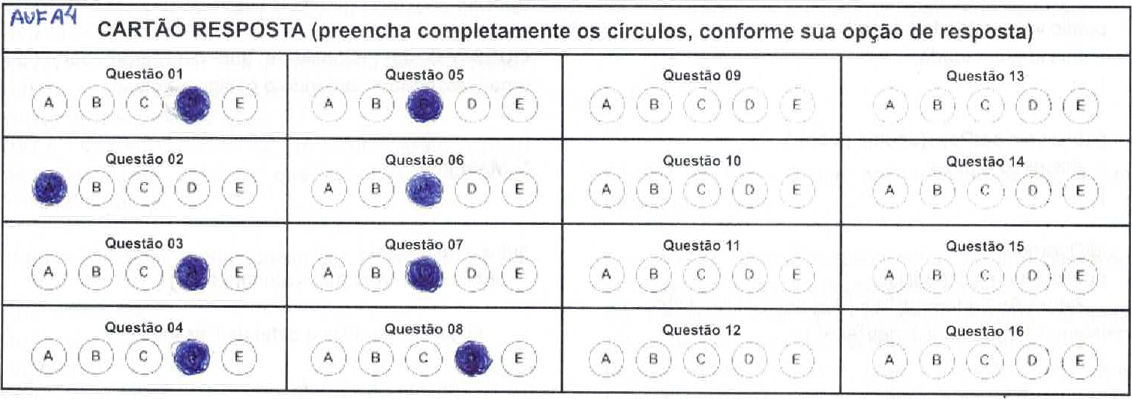 AVFA4
CARTÃO RESPOSTA (preencha completamente os círculos, conforme sua opção de resposta)
Questão 01
A B C E
Questão 05
A B D E
Questão 09
A B C D E
Questão 13
A B C D E
Questão 02
A B C D E
Questão 06
A B D E
Questão 10
A B C D E
Questão 14
A B C D E
Questão 03
A B C E
Questão 07
A B D E
Questão 11
A B C D E
Questão 15
A B C D E
Questão 04
A B C E
Questão 08
A B C E
Questão 12
A B C D E
Questão 16
A B C D E